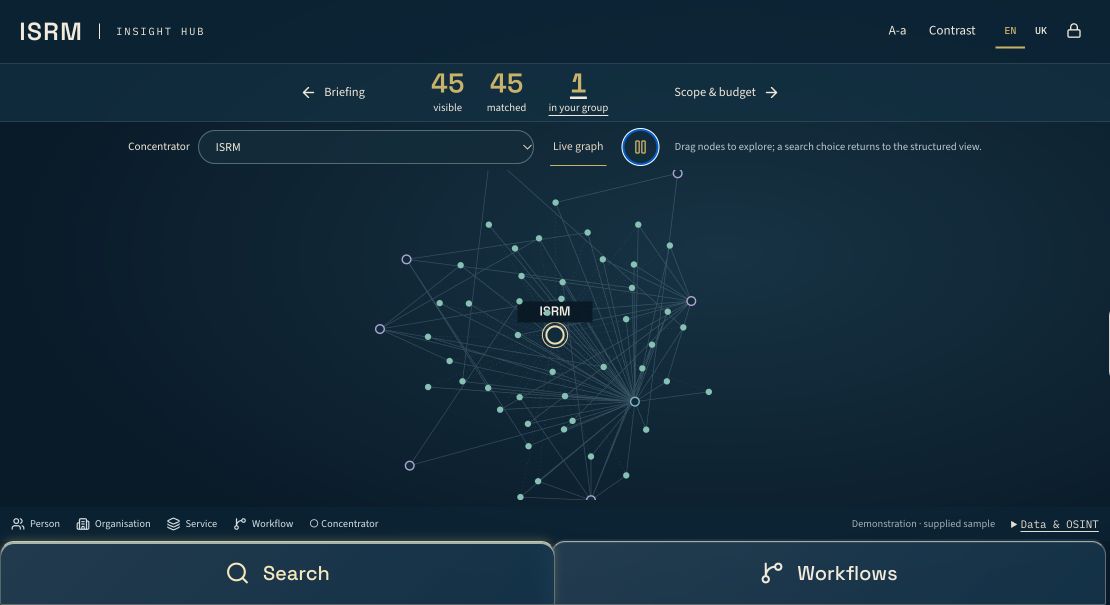 ISRM
INSIGHT HUB
A-a
Contrast
EN
UK
Briefing
45
visible
45
matched
1
in your group
Scope & budget
Concentrator
ISRM
Live graph
Drag nodes to explore; a search choice returns to the structured view.
ISRM
Person
Organisation
Service
Workflow
Concentrator
Demonstration · supplied sample
Data & OSINT
Search
Workflows